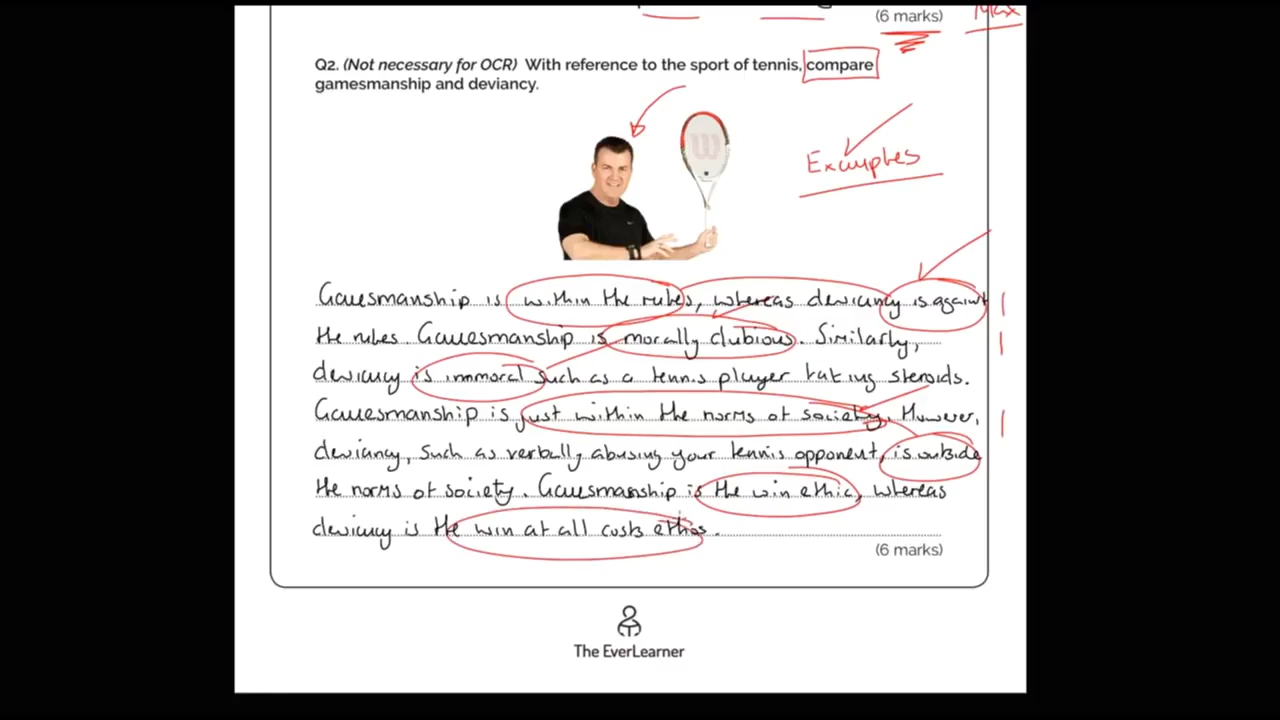 (6 marks)
Max
Q2. (Not necessary for OCR) With reference to the sport of tennis, compare
gamesmanship and deviancy.
Examples
W
Gamesmanship is within the rules, whereas deviancy is against
the rules. Gamesmanship is morally dubious. Similarly,
deviancy is immoral such as a tennis player taking steroids.
Gamesmanship is just within the norms of society. However,
deviancy, such as verbally abusing your tennis opponent, is outside
the norms of society. Gamesmanship is the win ethic, whereas
deviancy is the win at all costs ethos.
(6 marks)
The EverLearner